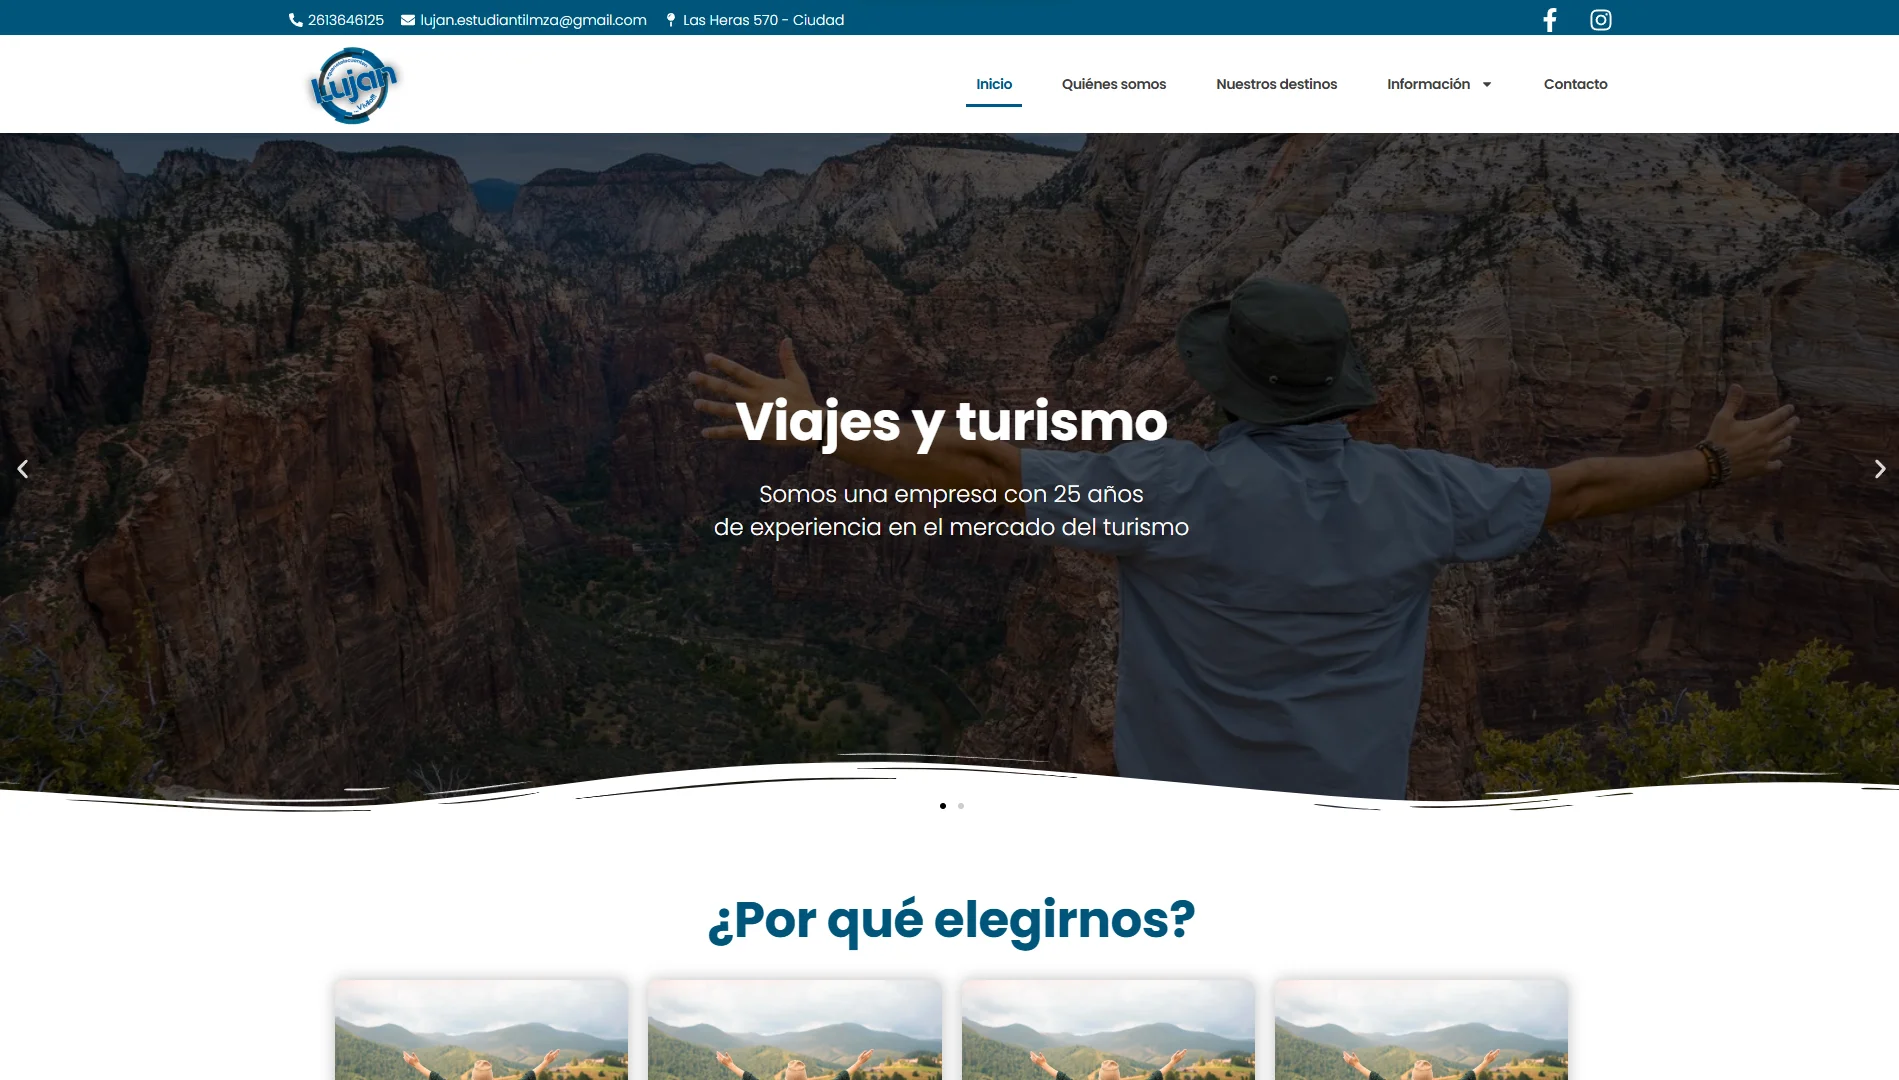 2613646125 lujan.estudiantilmza@gmail.com Las Heras 570 - Ciudad
Lujan
Inicio Quiénes somos Nuestros destinos Información Contacto
Viajes y turismo
Somos una empresa con 25 años
de experiencia en el mercado del turismo
¿Por qué elegirnos?